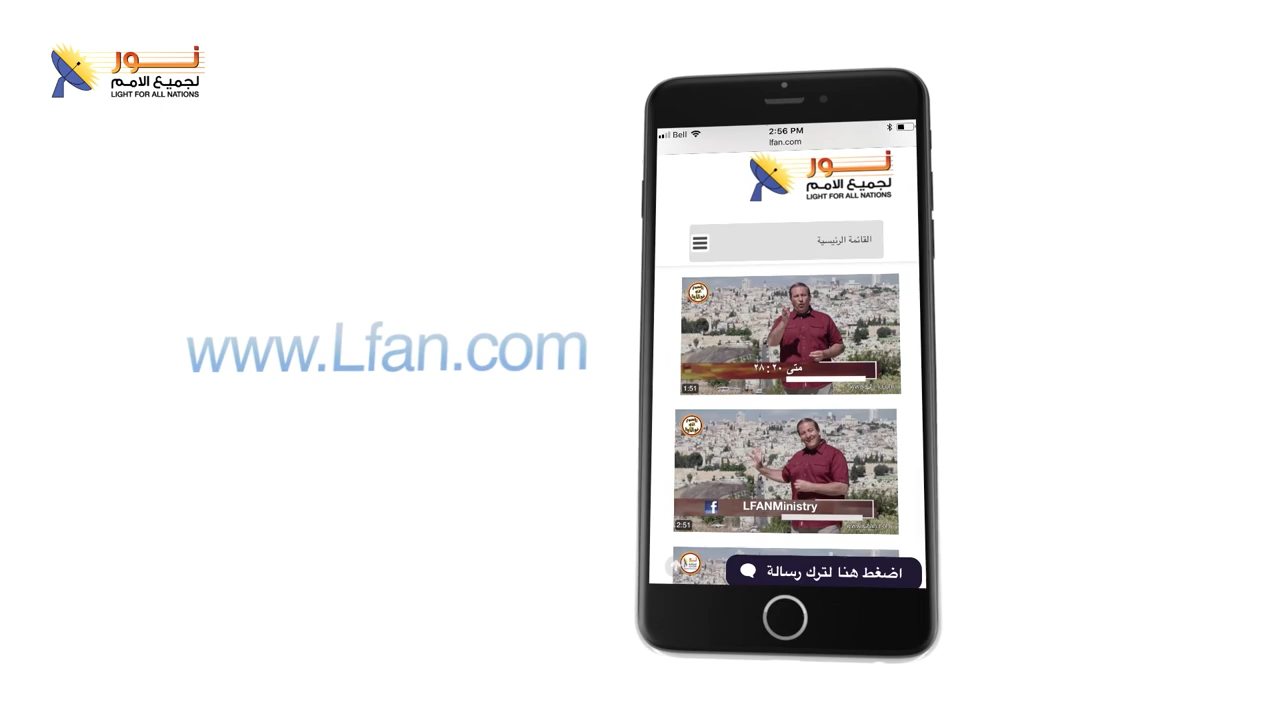 نور
لجميع الامم
LIGHT FOR ALL NATIONS
www.Lfan.com
Bell
2:56 PM
lfan.com
نور
لجميع الامم
LIGHT FOR ALL NATIONS
القائمة الرئيسية
متى ٢٨:٢٠
1:51
LFANMinistry
2:51
اضغط هنا لترك رسالة